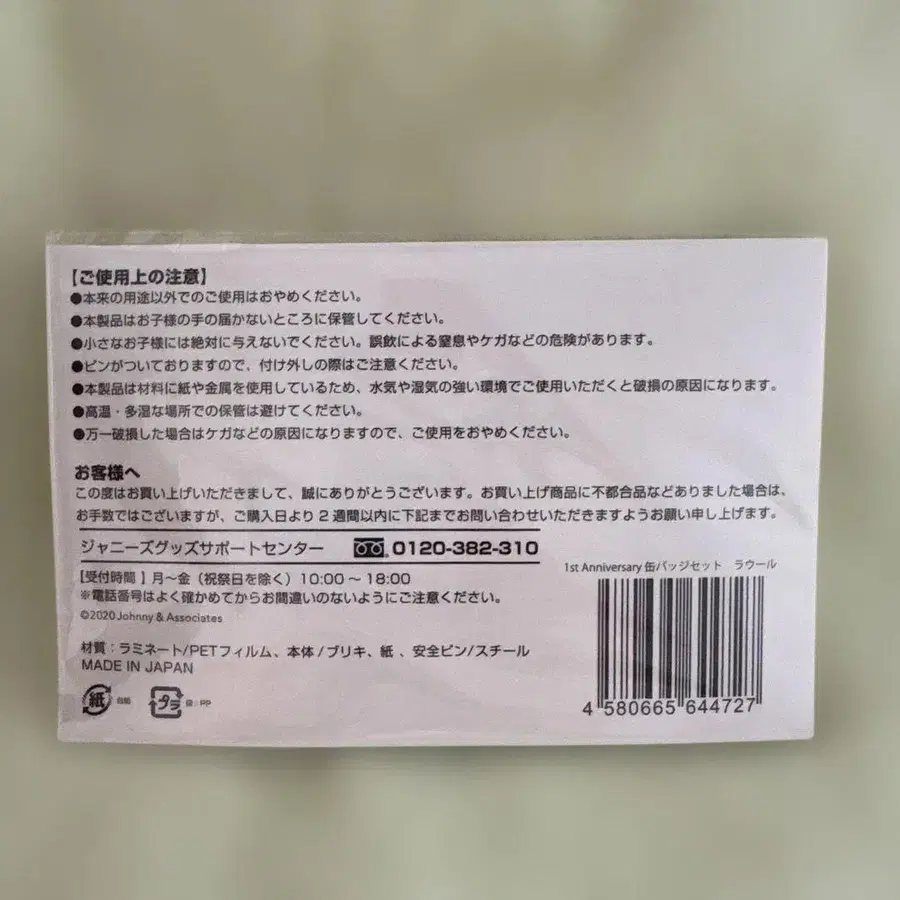 【ご使用上の注意】
●本来の用途以外でのご使用はおやめください。
●本製品はお子様の手の届かないところに保管してください。
●小さなお子様には絶対に与えないでください。誤飲による窒息やケガなどの危険があります。
●ピンがついておりますので、付け外しの際はご注意ください。
●本製品は材料に紙や金属を使用しているため、水気や湿気の強い環境でご使用いただくと破損の原因になります。
●高温・多湿な場所での保管は避けてください。
●万一破損した場合はケガなどの原因になりますので、ご使用をおやめください。
お客様へ
この度はお買い上げいただきまして、誠にありがとうございます。お買い上げ商品に不都合品などありました場合は、
お手数ではございますが、ご購入日より2週間以内に下記までお問い合わせいただきますようお願い申し上げます。
ジャニーズグッズサポートセンター 0120-382-310
【受付時間】月～金(祝祭日を除く)10:00～18:00
※電話番号はよく確かめてからお間違いのないようにご注意ください。
©2020 Johnny & Associates
1st Anniversary 缶バッジセット ラウール
材質:ラミネート/PETフィルム、本体/ブリキ、紙、安全ピン/スチール
MADE IN JAPAN
紙 台紙 プラ 袋:PP
4 580665 644727